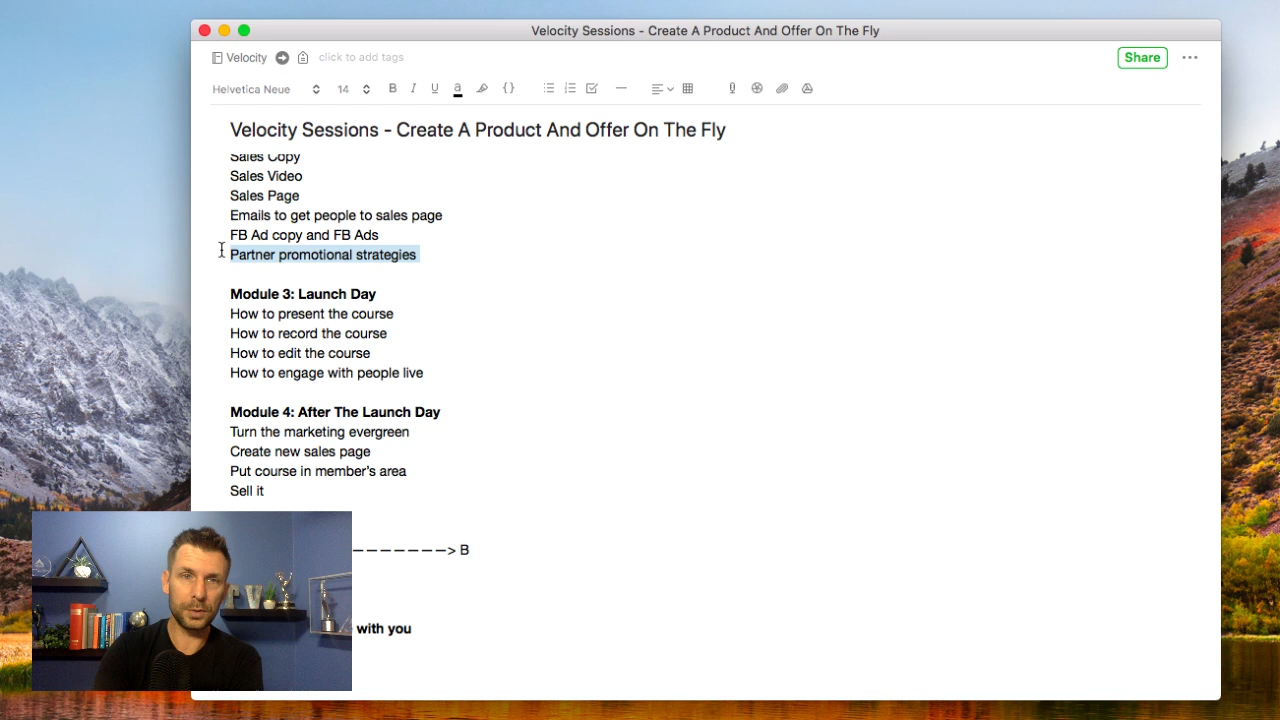 Velocity Sessions - Create A Product And Offer On The Fly
Velocity
click to add tags
Share
Helvetica Neue
14
B I U a {}
Velocity Sessions - Create A Product And Offer On The Fly
Sales Copy
Sales Video
Sales Page
Emails to get people to sales page
FB Ad copy and FB Ads
Partner promotional strategies
Module 3: Launch Day
How to present the course
How to record the course
How to edit the course
How to engage with people live
Module 4: After The Launch Day
Turn the marketing evergreen
Create new sales page
Put course in member’s area
Sell it
– – – – – – –> B
with you